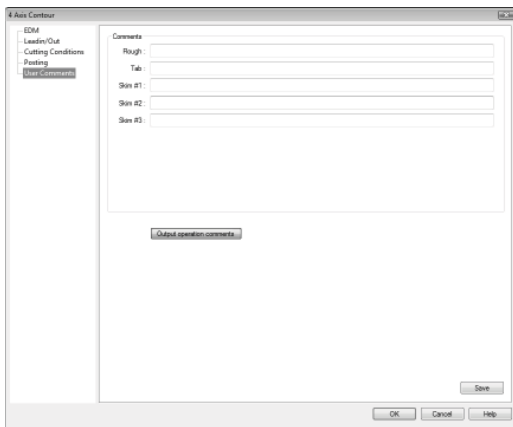 4 Axis Contour
EDM
Leadin/Out
Cutting Conditions
Posting
User Comments
Comments
Rough :
Tab :
Skim #1 :
Skim #2 :
Skim #3 :
Output operation comments
Save
OK
Cancel
Help